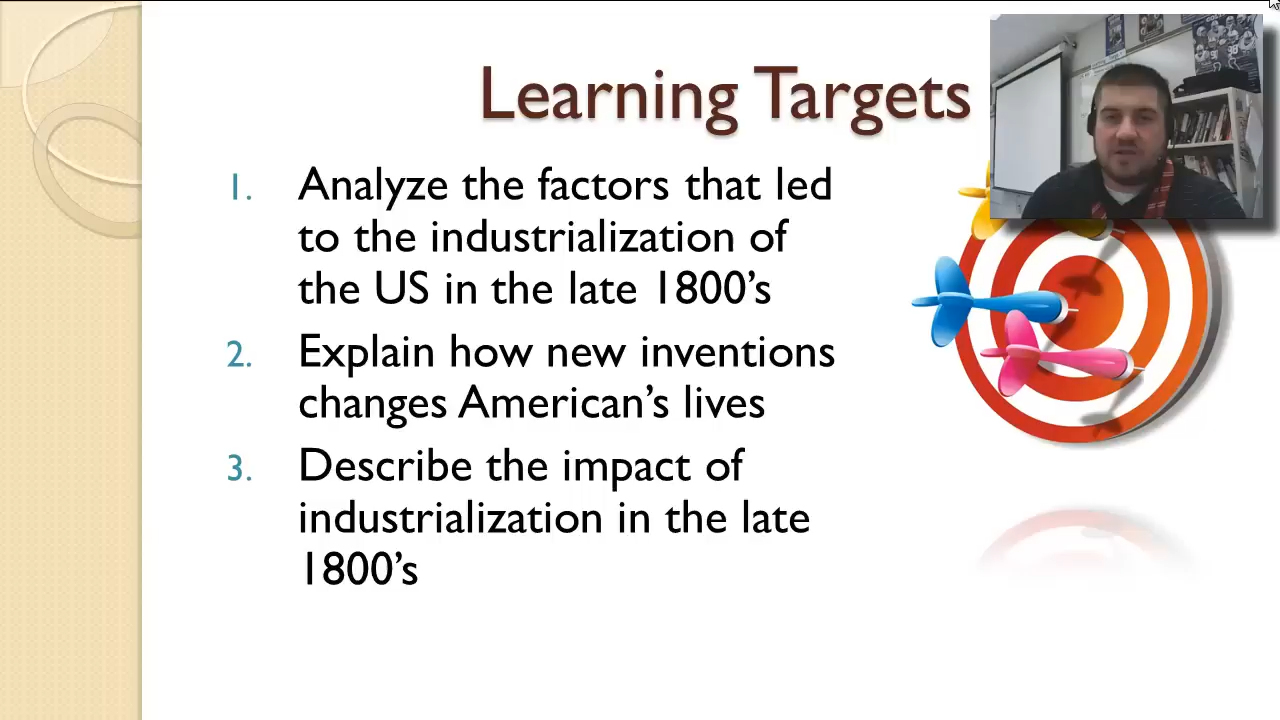 Learning Targets
1. Analyze the factors that led
to the industrialization of
the US in the late 1800's
2. Explain how new inventions
changes American's lives
3. Describe the impact of
industrialization in the late
1800's